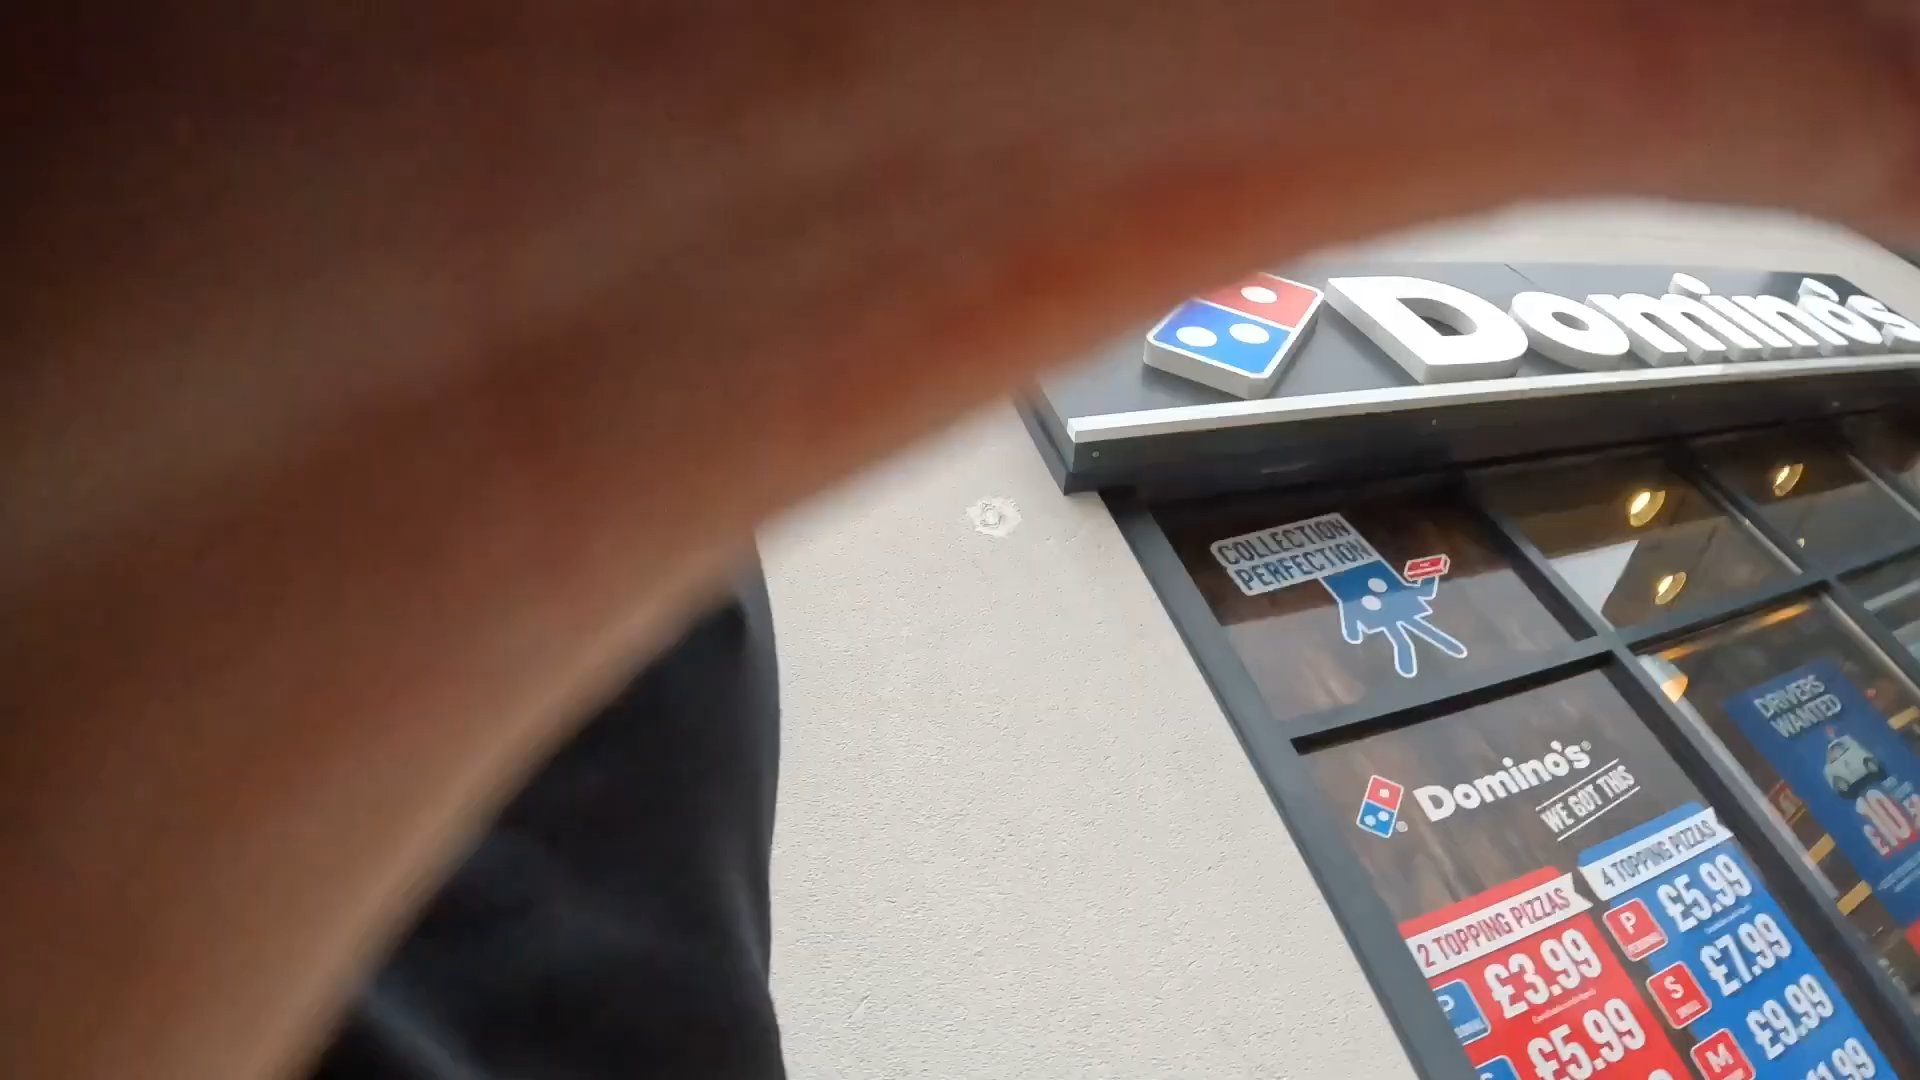 Domino's
COLLECTION
PERFECTION
DRIVERS
WANTED
£10
Domino's®
WE GOT THIS
2 TOPPING PIZZAS
P
£3.99
£5.99
4 TOPPING PIZZAS
P
£5.99
S
£7.99
M
£9.99